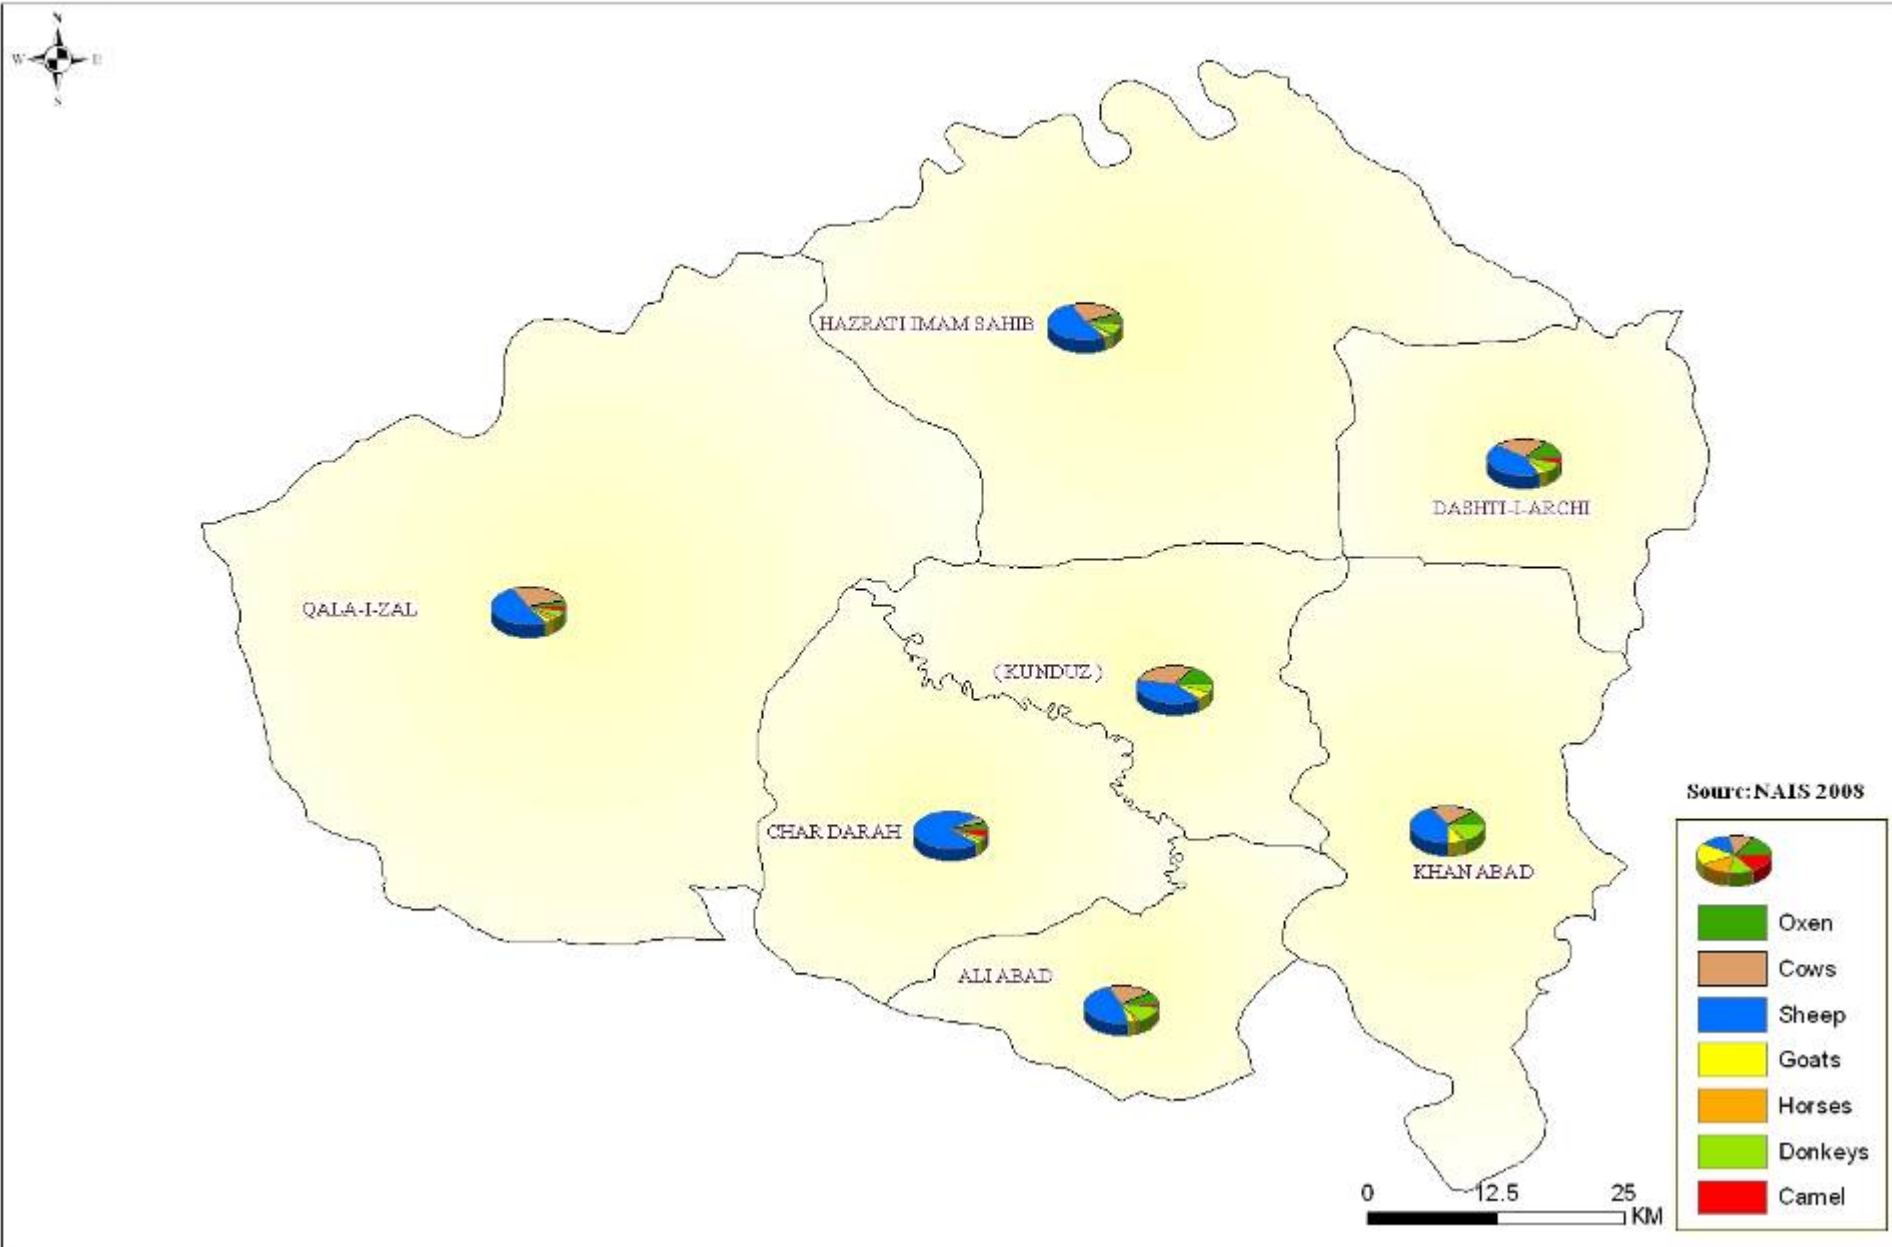 N
W E
S
HAZRATI IMAM SAHIB
DASHTI-I-ARCHI
QALA-I-ZAL
(KUNDUZ)
CHAR DARAH
KHAN ABAD
ALI ABAD
Sourc:NAIS 2008
Oxen
Cows
Sheep
Goats
Horses
Donkeys
Camel
0 12.5 25
KM